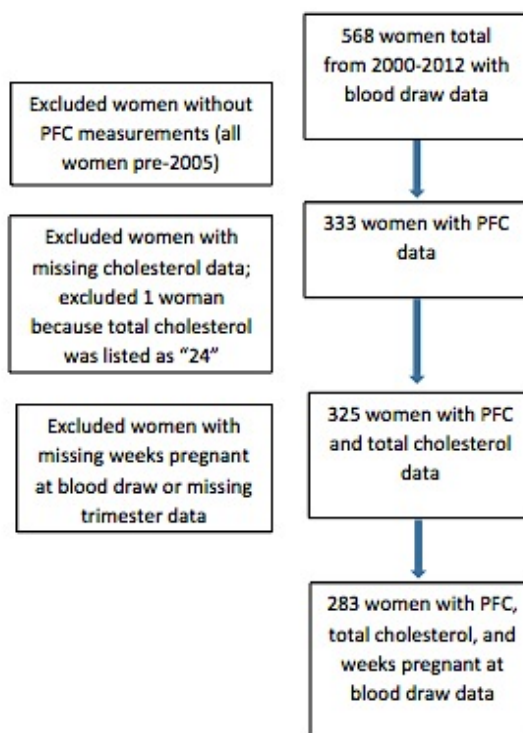 568 women total
from 2000-2012 with
blood draw data
Excluded women without
PFC measurements (all
women pre-2005)
333 women with PFC
data
Excluded women with
missing cholesterol data;
excluded 1 woman
because total cholesterol
was listed as “24”
325 women with PFC
and total cholesterol
data
Excluded women with
missing weeks pregnant
at blood draw or missing
trimester data
283 women with PFC,
total cholesterol, and
weeks pregnant at
blood draw data